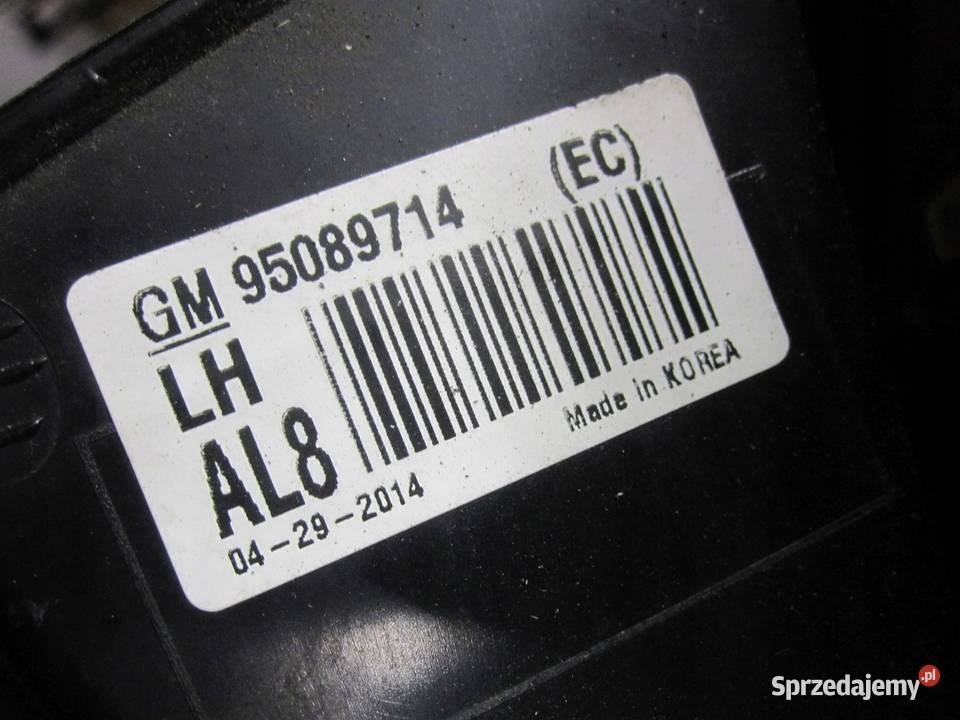 GM 95089714 (EC)
LH
AL8
04-29-2014
Made in KOREA
Sprzedajemy.pl